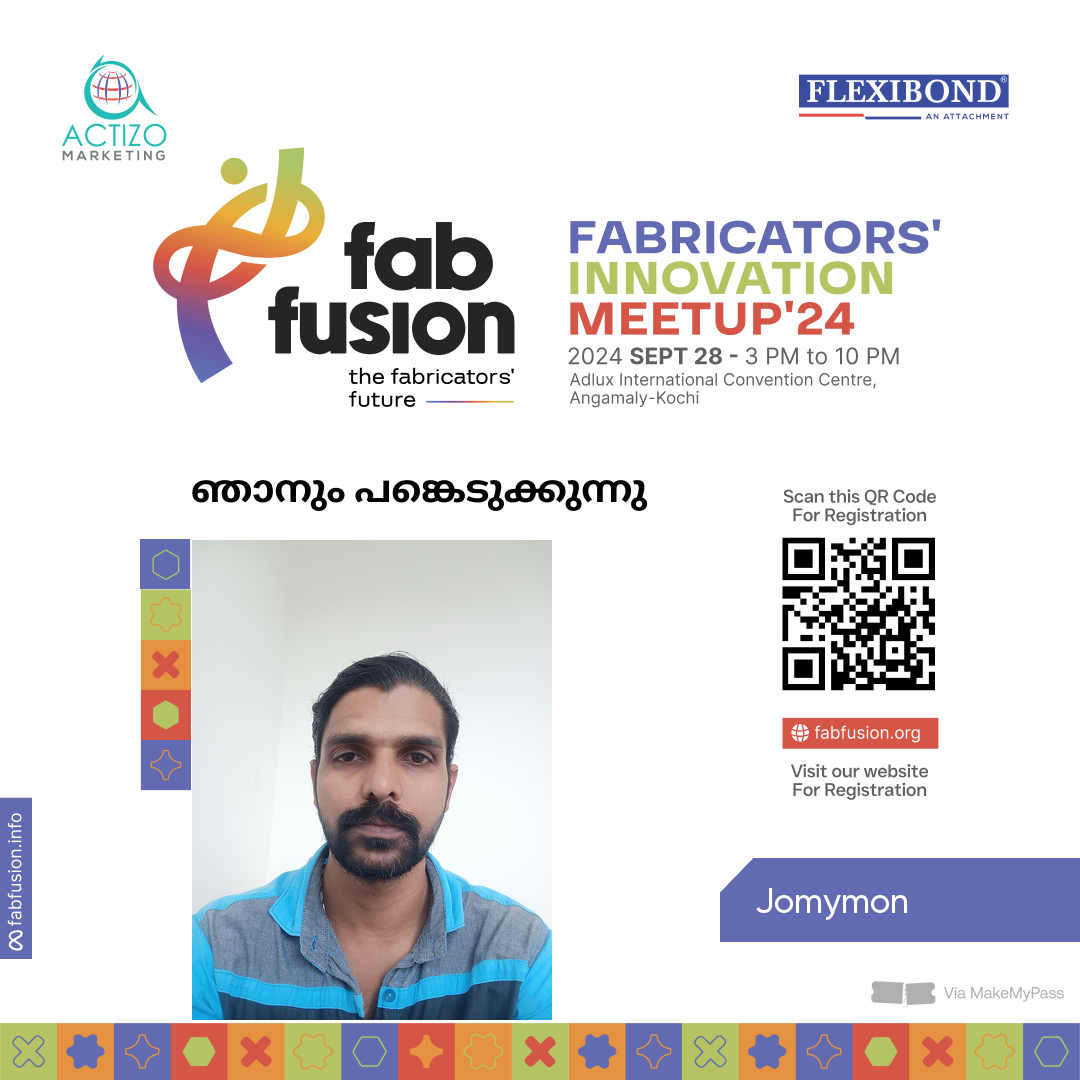 ACTIZO
MARKETING
FLEXIBOND®
AN ATTACHMENT
fab
fusion
the fabricators'
future
FABRICATORS'
INNOVATION
MEETUP'24
2024 SEPT 28 - 3 PM to 10 PM
Adlux International Convention Centre,
Angamaly-Kochi
ഞാനും പങ്കെടുക്കുന്നു
Scan this QR Code
For Registration
fabfusion.org
Visit our website
For Registration
fabfusion.info
Jomymon
Via MakeMyPass